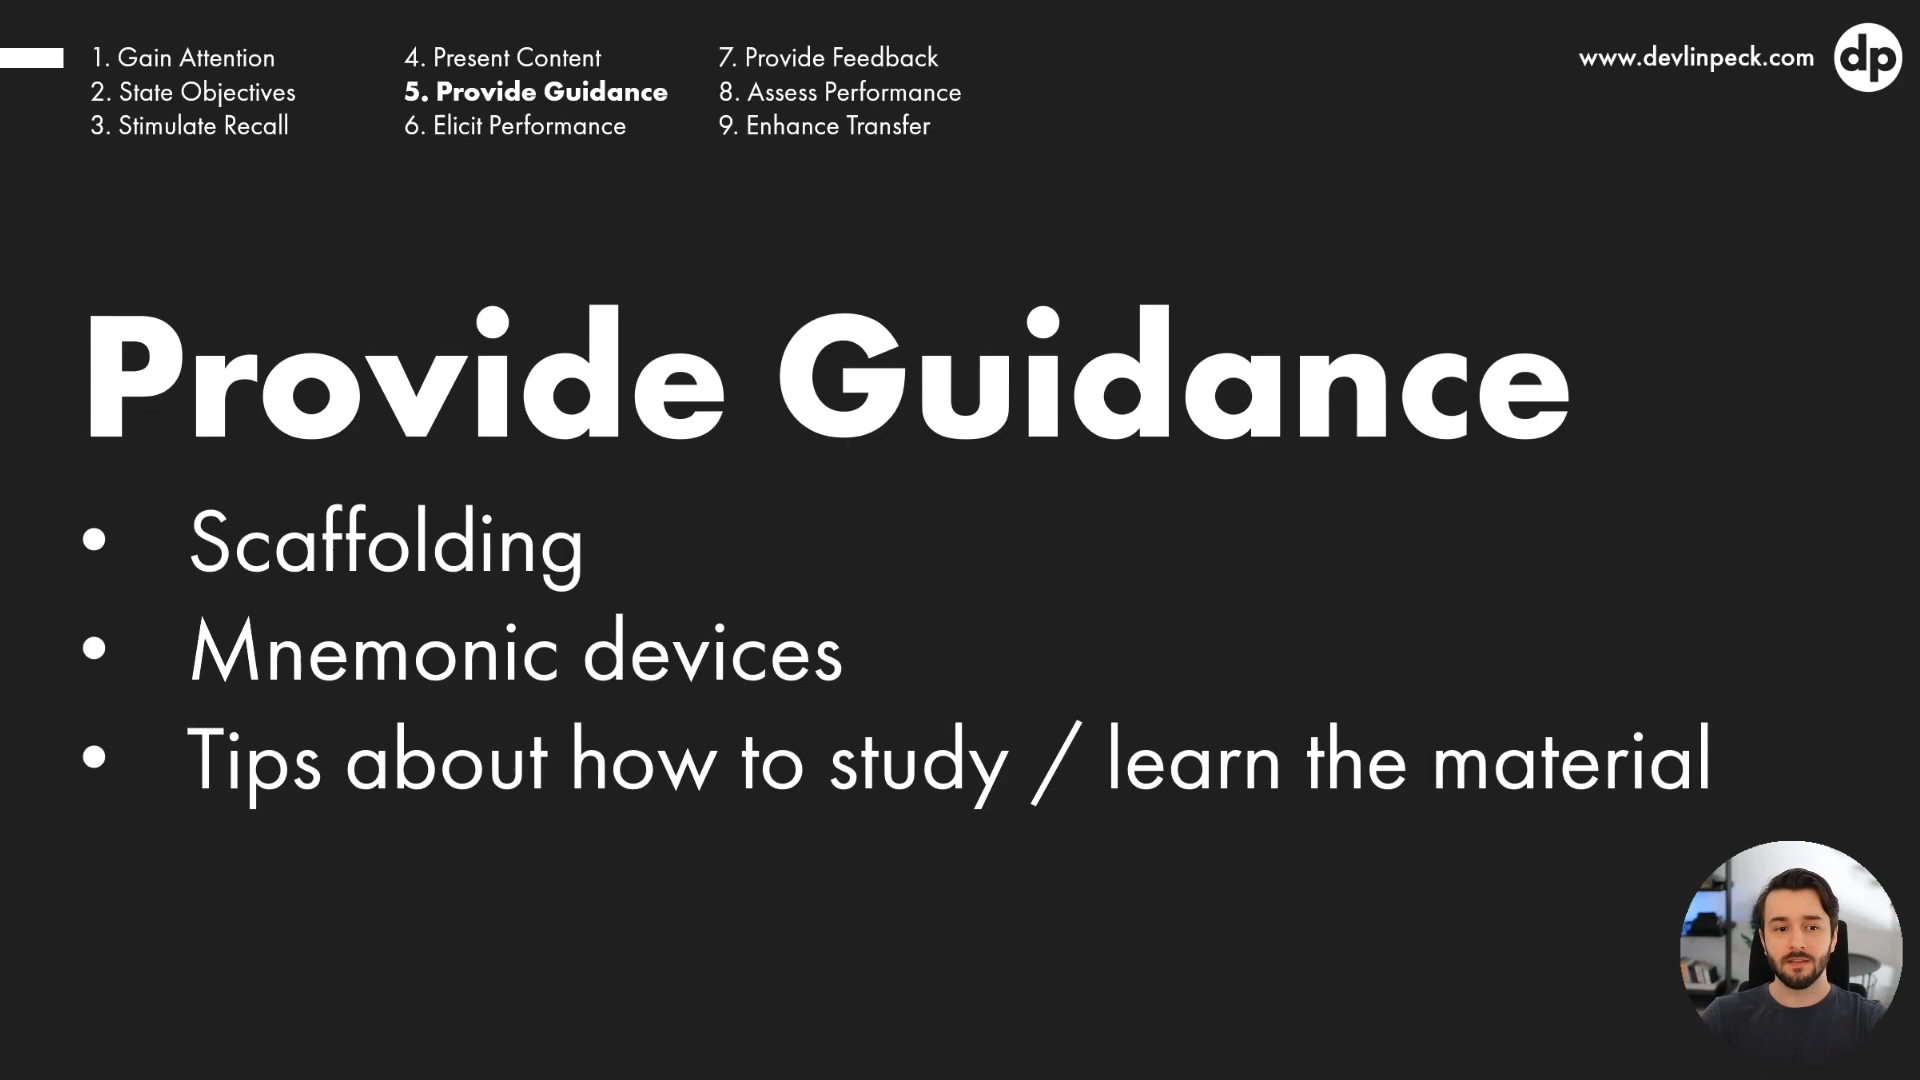 1. Gain Attention
2. State Objectives
3. Stimulate Recall
4. Present Content
5. Provide Guidance
6. Elicit Performance
7. Provide Feedback
8. Assess Performance
9. Enhance Transfer
www.devlinpeck.com
dp
Provide Guidance
• Scaffolding
• Mnemonic devices
• Tips about how to study / learn the material